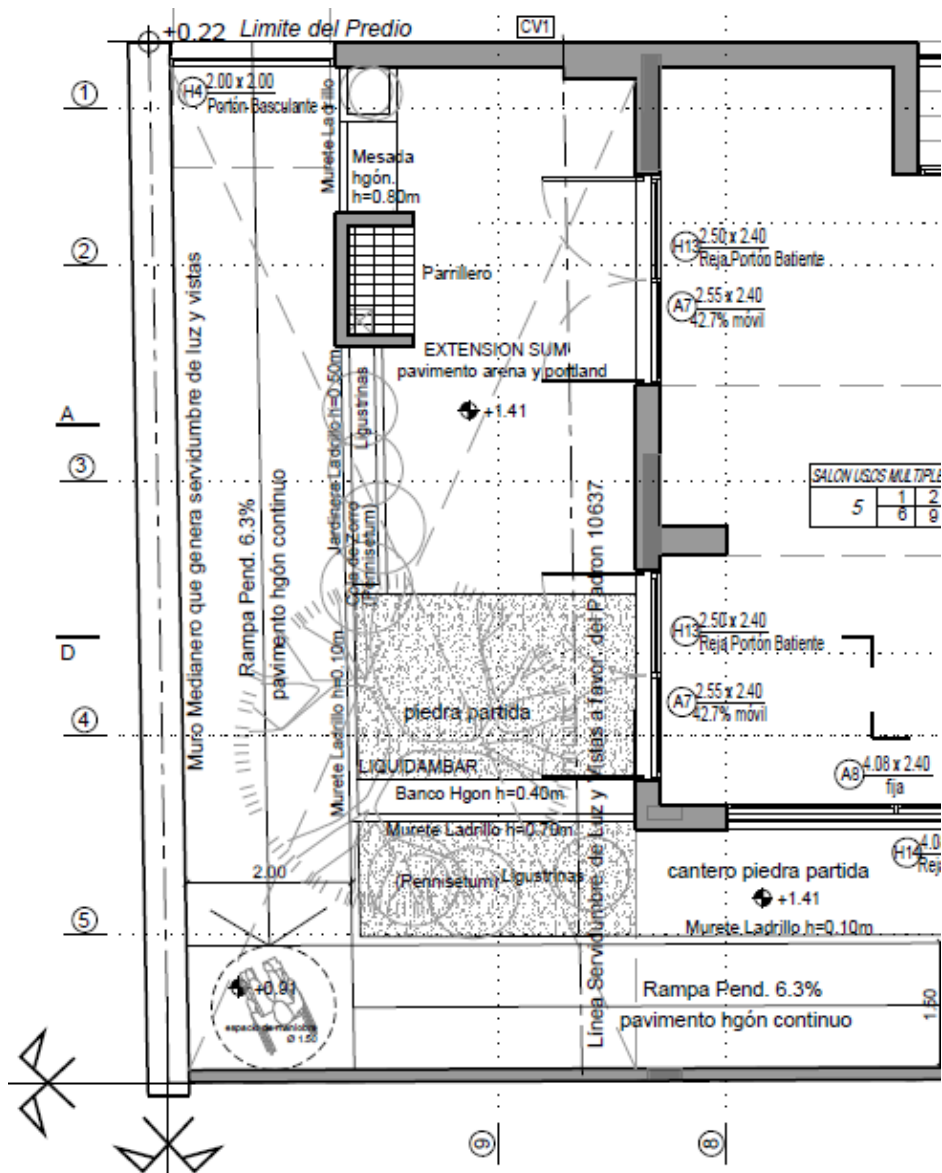 +0.22 Limite del Predio
CV1
1
H4 2.00 x 2.00
Portón Basculante
Murete Ladrillo
Mesada
hgón.
h=0.80m
2
H13 2.50 x 2.40
Reja Portón Batiente
Parrillero
A7 2.55 x 2.40
42.7% móvil
Muro Medianero que genera servidumbre de luz y vistas
EXTENSION SUM
pavimento arena y portland
+1.41
A
3
Jardinera Ladrillo h=0.50m
Ligustrinas
Rampa Pend. 6.3%
pavimento hgón continuo
Cola de Zorro
(Pennisetum)
Línea Servidumbre de Luz y Vistas a favor del Padron 10637
SALON USOS MULTIPLE
5
1 2
6 9
D
H13 2.50 x 2.40
Reja Portón Batiente
Murete Ladrillo h=0.10m
4
piedra partida
A7 2.55 x 2.40
42.7% móvil
LIQUIDAMBAR
A8 4.08 x 2.40
fija
Banco Hgon h=0.40m
Murete Ladrillo h=0.70m
H14 4.0
Reja
2.00
(Pennisetum) Ligustrinas
cantero piedra partida
+1.41
5
Murete Ladrillo h=0.10m
+0.91
espacio de maniobra
Ø 1.50
Rampa Pend. 6.3%
pavimento hgón continuo
1.50
9
8